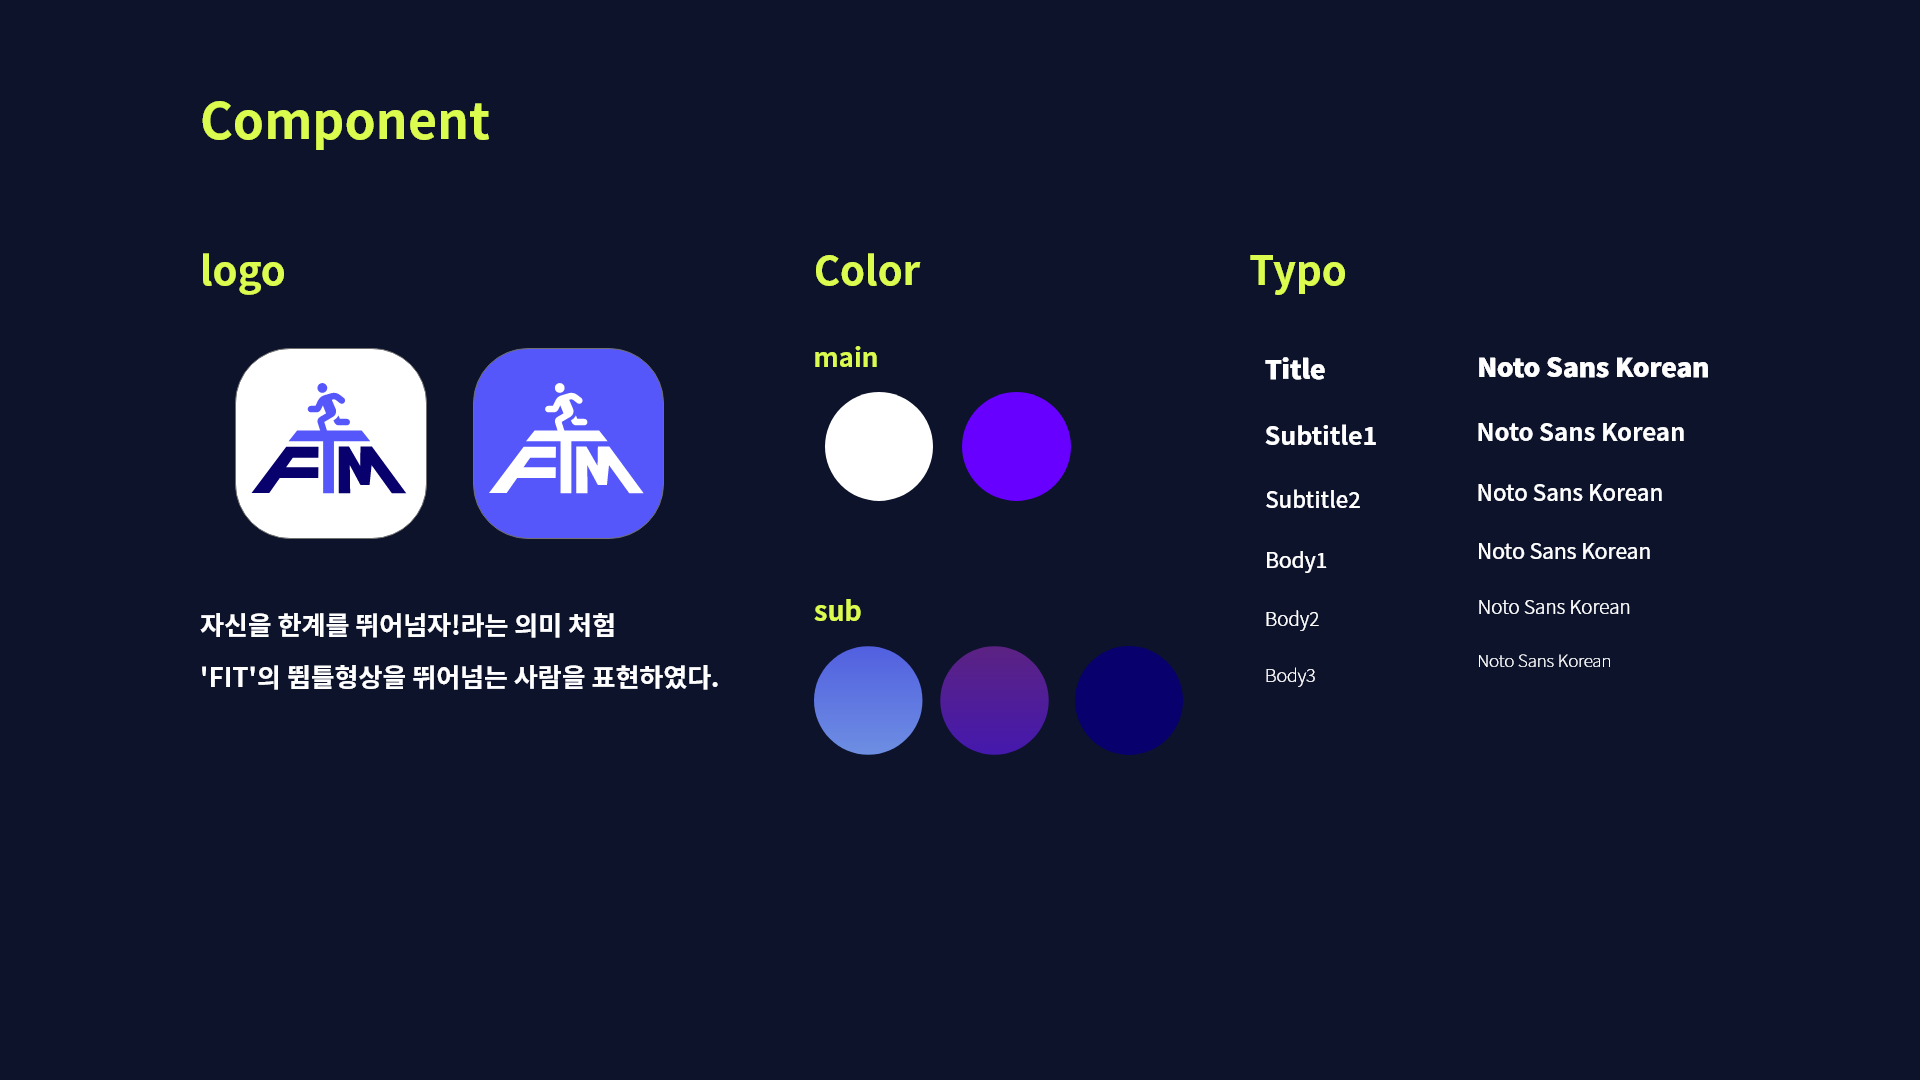 Component
logo
FITM
자신을 한계를 뛰어넘자!라는 의미 처험
'FIT'의 뜀틀형상을 뛰어넘는 사람을 표현하였다.
Color
main
sub
Typo
Title Noto Sans Korean
Subtitle1 Noto Sans Korean
Subtitle2 Noto Sans Korean
Body1 Noto Sans Korean
Body2 Noto Sans Korean
Body3 Noto Sans Korean